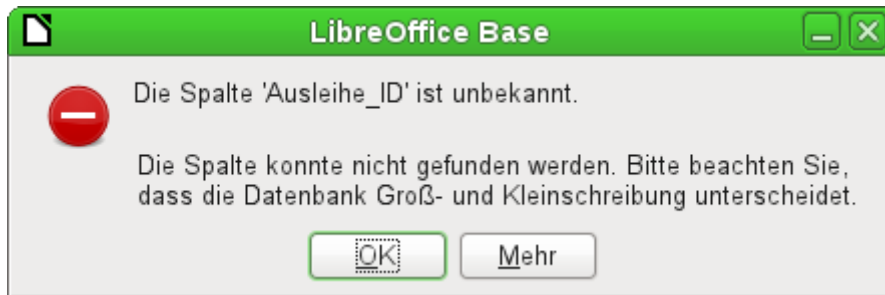 LibreOffice Base
Die Spalte 'Ausleihe_ID' ist unbekannt.
Die Spalte konnte nicht gefunden werden. Bitte beachten Sie,
dass die Datenbank Groß- und Kleinschreibung unterscheidet.
OK
Mehr